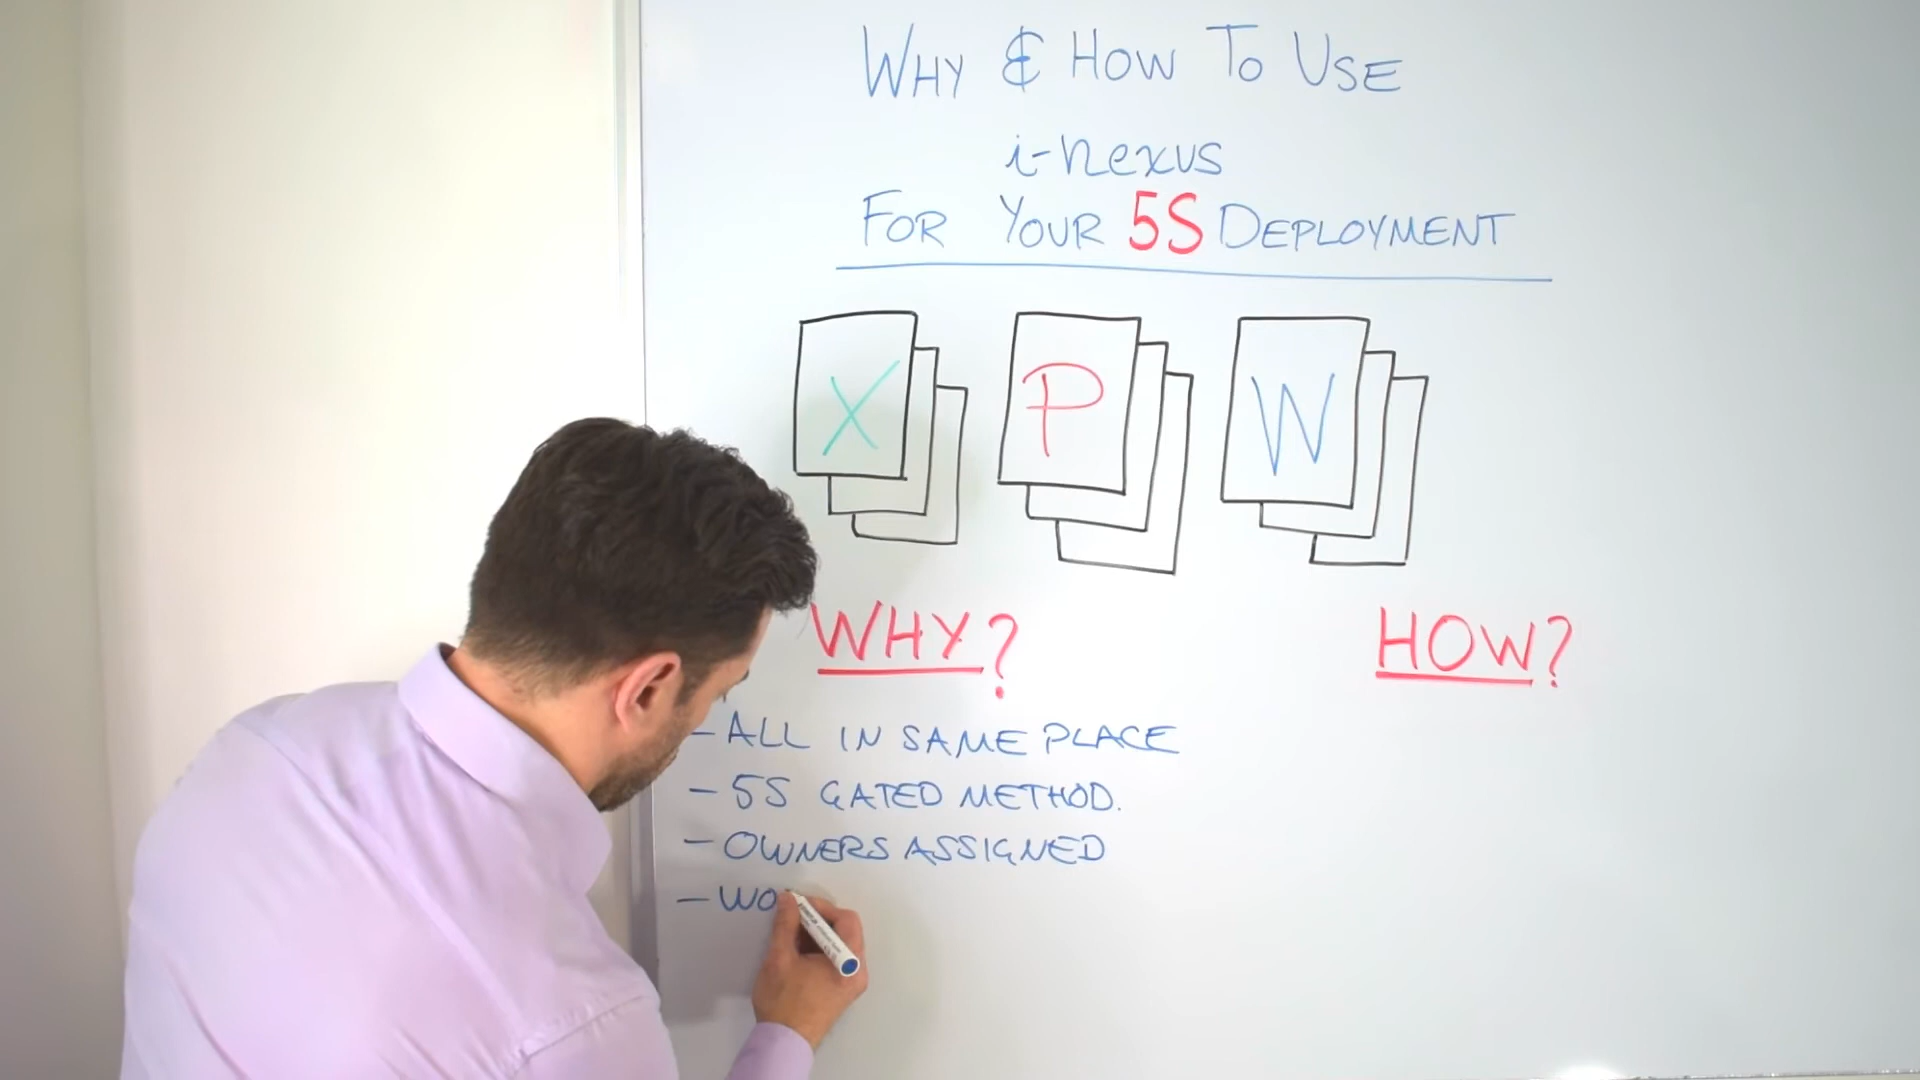 WHY & HOW TO USE
i-nexus
FOR YOUR 5S DEPLOYMENT
X P W
WHY? HOW?
- ALL IN SAME PLACE
- 5S GATED METHOD.
- OWNERS ASSIGNED
- WO